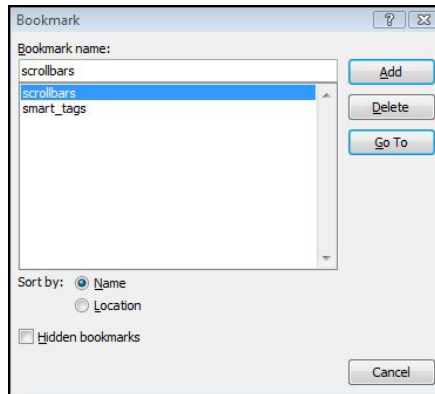 Bookmark
Bookmark name:
scrollbars
Add
scrollbars
smart_tags
Delete
Go To
Sort by:
Name
Location
Hidden bookmarks
Cancel